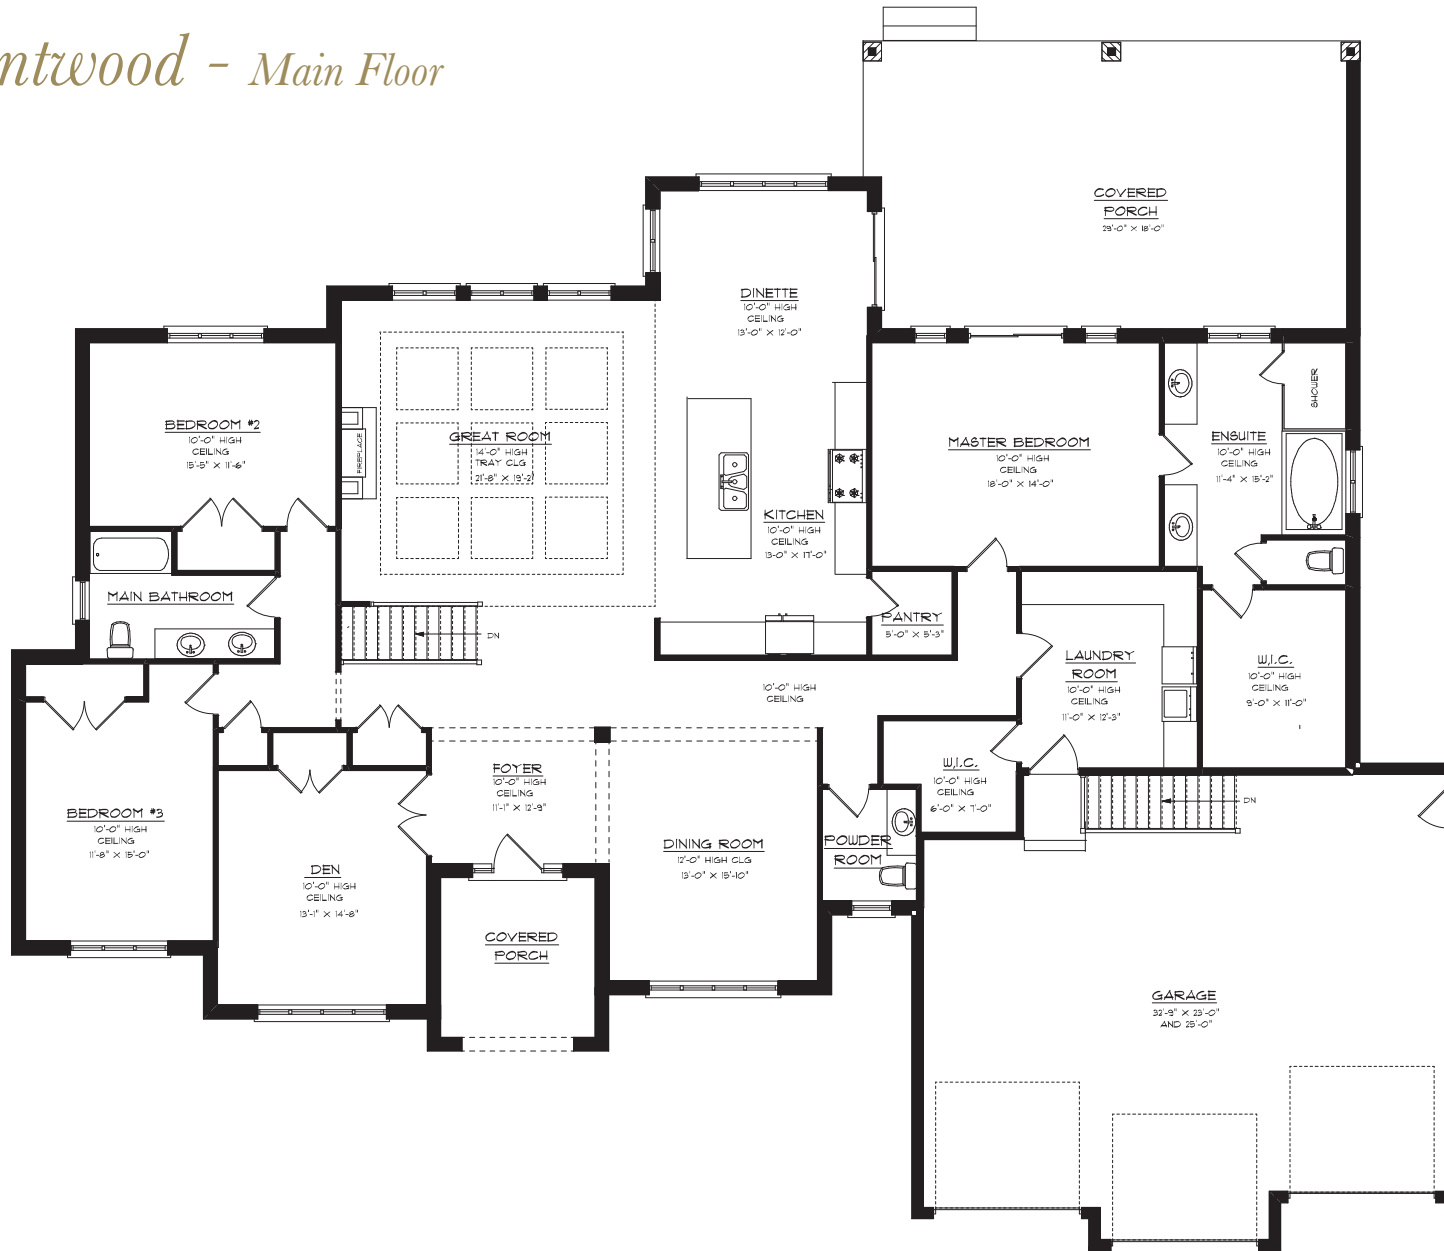 ntwood - Main Floor
COVERED
PORCH
29'-0" X 18'-0"
DINETTE
10'-0" HIGH
CEILING
13'-0" X 12'-0"
SHOWER
BEDROOM #2
10'-0" HIGH
CEILING
15'-5" X 11'-6"
FIREPLACE
GREAT ROOM
14'-0" HIGH
TRAY CLG
21'-8" X 19'-2"
MASTER BEDROOM
10'-0" HIGH
CEILING
18'-0" X 14'-0"
ENSUITE
10'-0" HIGH
CEILING
11'-4" X 15'-2"
KITCHEN
10'-0" HIGH
CEILING
13-0" X 17'-0"
MAIN BATHROOM
DN
PANTRY
5'-0" X 5'-3"
LAUNDRY
ROOM
10'-0" HIGH
CEILING
11'-0" X 12'-3"
W.I.C.
10'-0" HIGH
CEILING
9'-0" X 11'-0"
10'-0" HIGH
CEILING
FOYER
10'-0" HIGH
CEILING
11'-1" X 12'-9"
W.I.C.
10'-0" HIGH
CEILING
6'-0" X 7'-0"
DN
BEDROOM #3
10'-0" HIGH
CEILING
11'-8" X 15'-0"
DEN
10'-0" HIGH
CEILING
13'-1" X 14'-8"
DINING ROOM
12'-0" HIGH CLG
13'-0" X 15'-10"
POWDER
ROOM
COVERED
PORCH
GARAGE
32'-9" X 23'-0"
AND 25'-0"